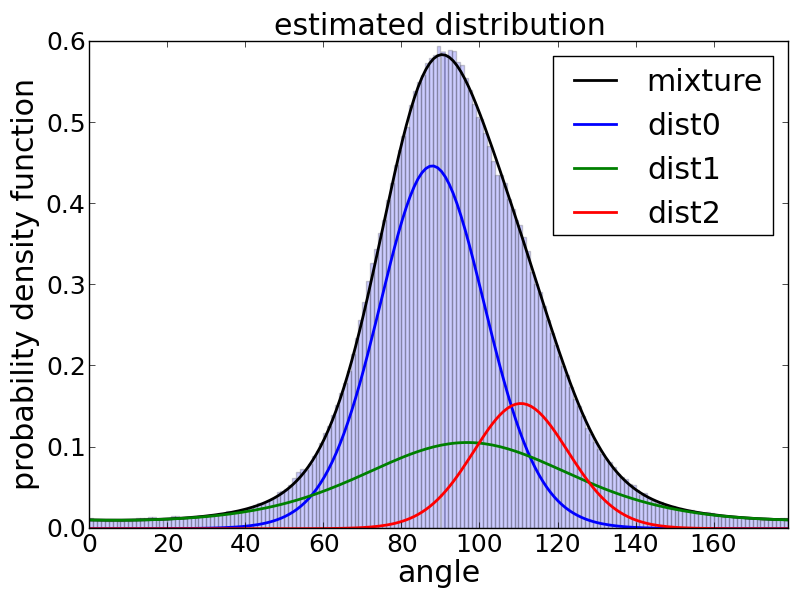 estimated distribution
probability density function
0.6
0.5
0.4
0.3
0.2
0.1
0.0
mixture
dist0
dist1
dist2
0 20 40 60 80 100 120 140 160
angle